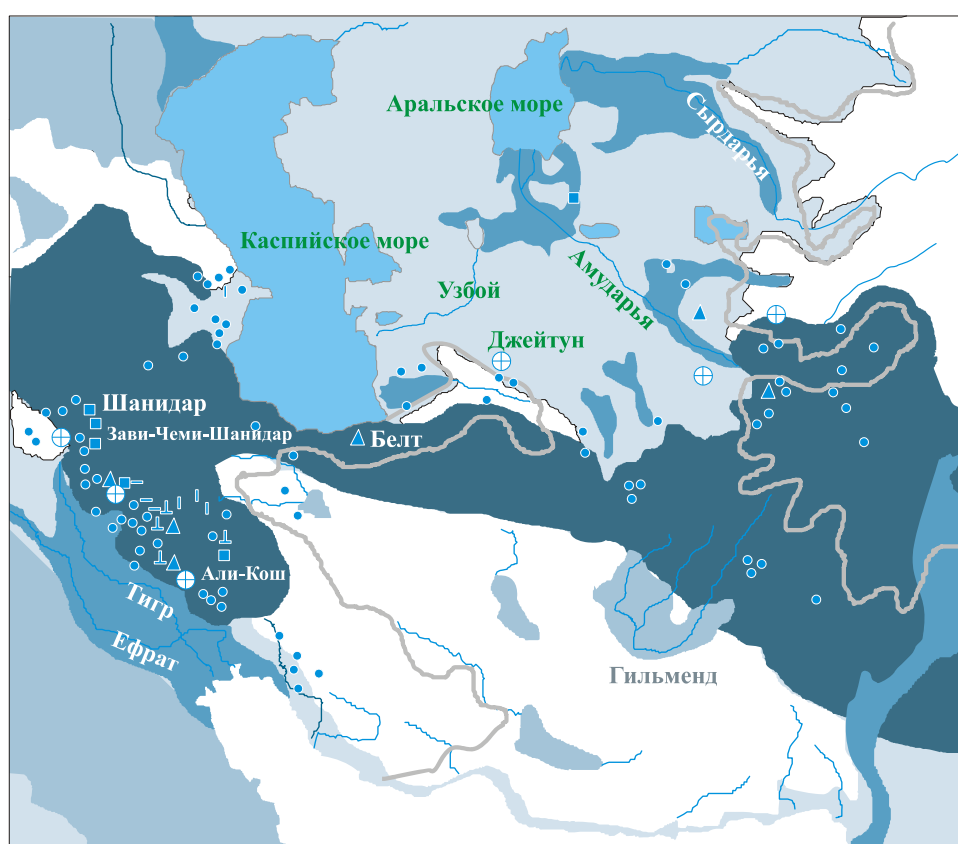 Аральское море
Сырдарья
Каспийское море
Узбой
Амударья
Джейтун
Шанидар
Зави-Чеми-Шанидар
Белт
Али-Кош
Тигр
Ефрат
Гильменд